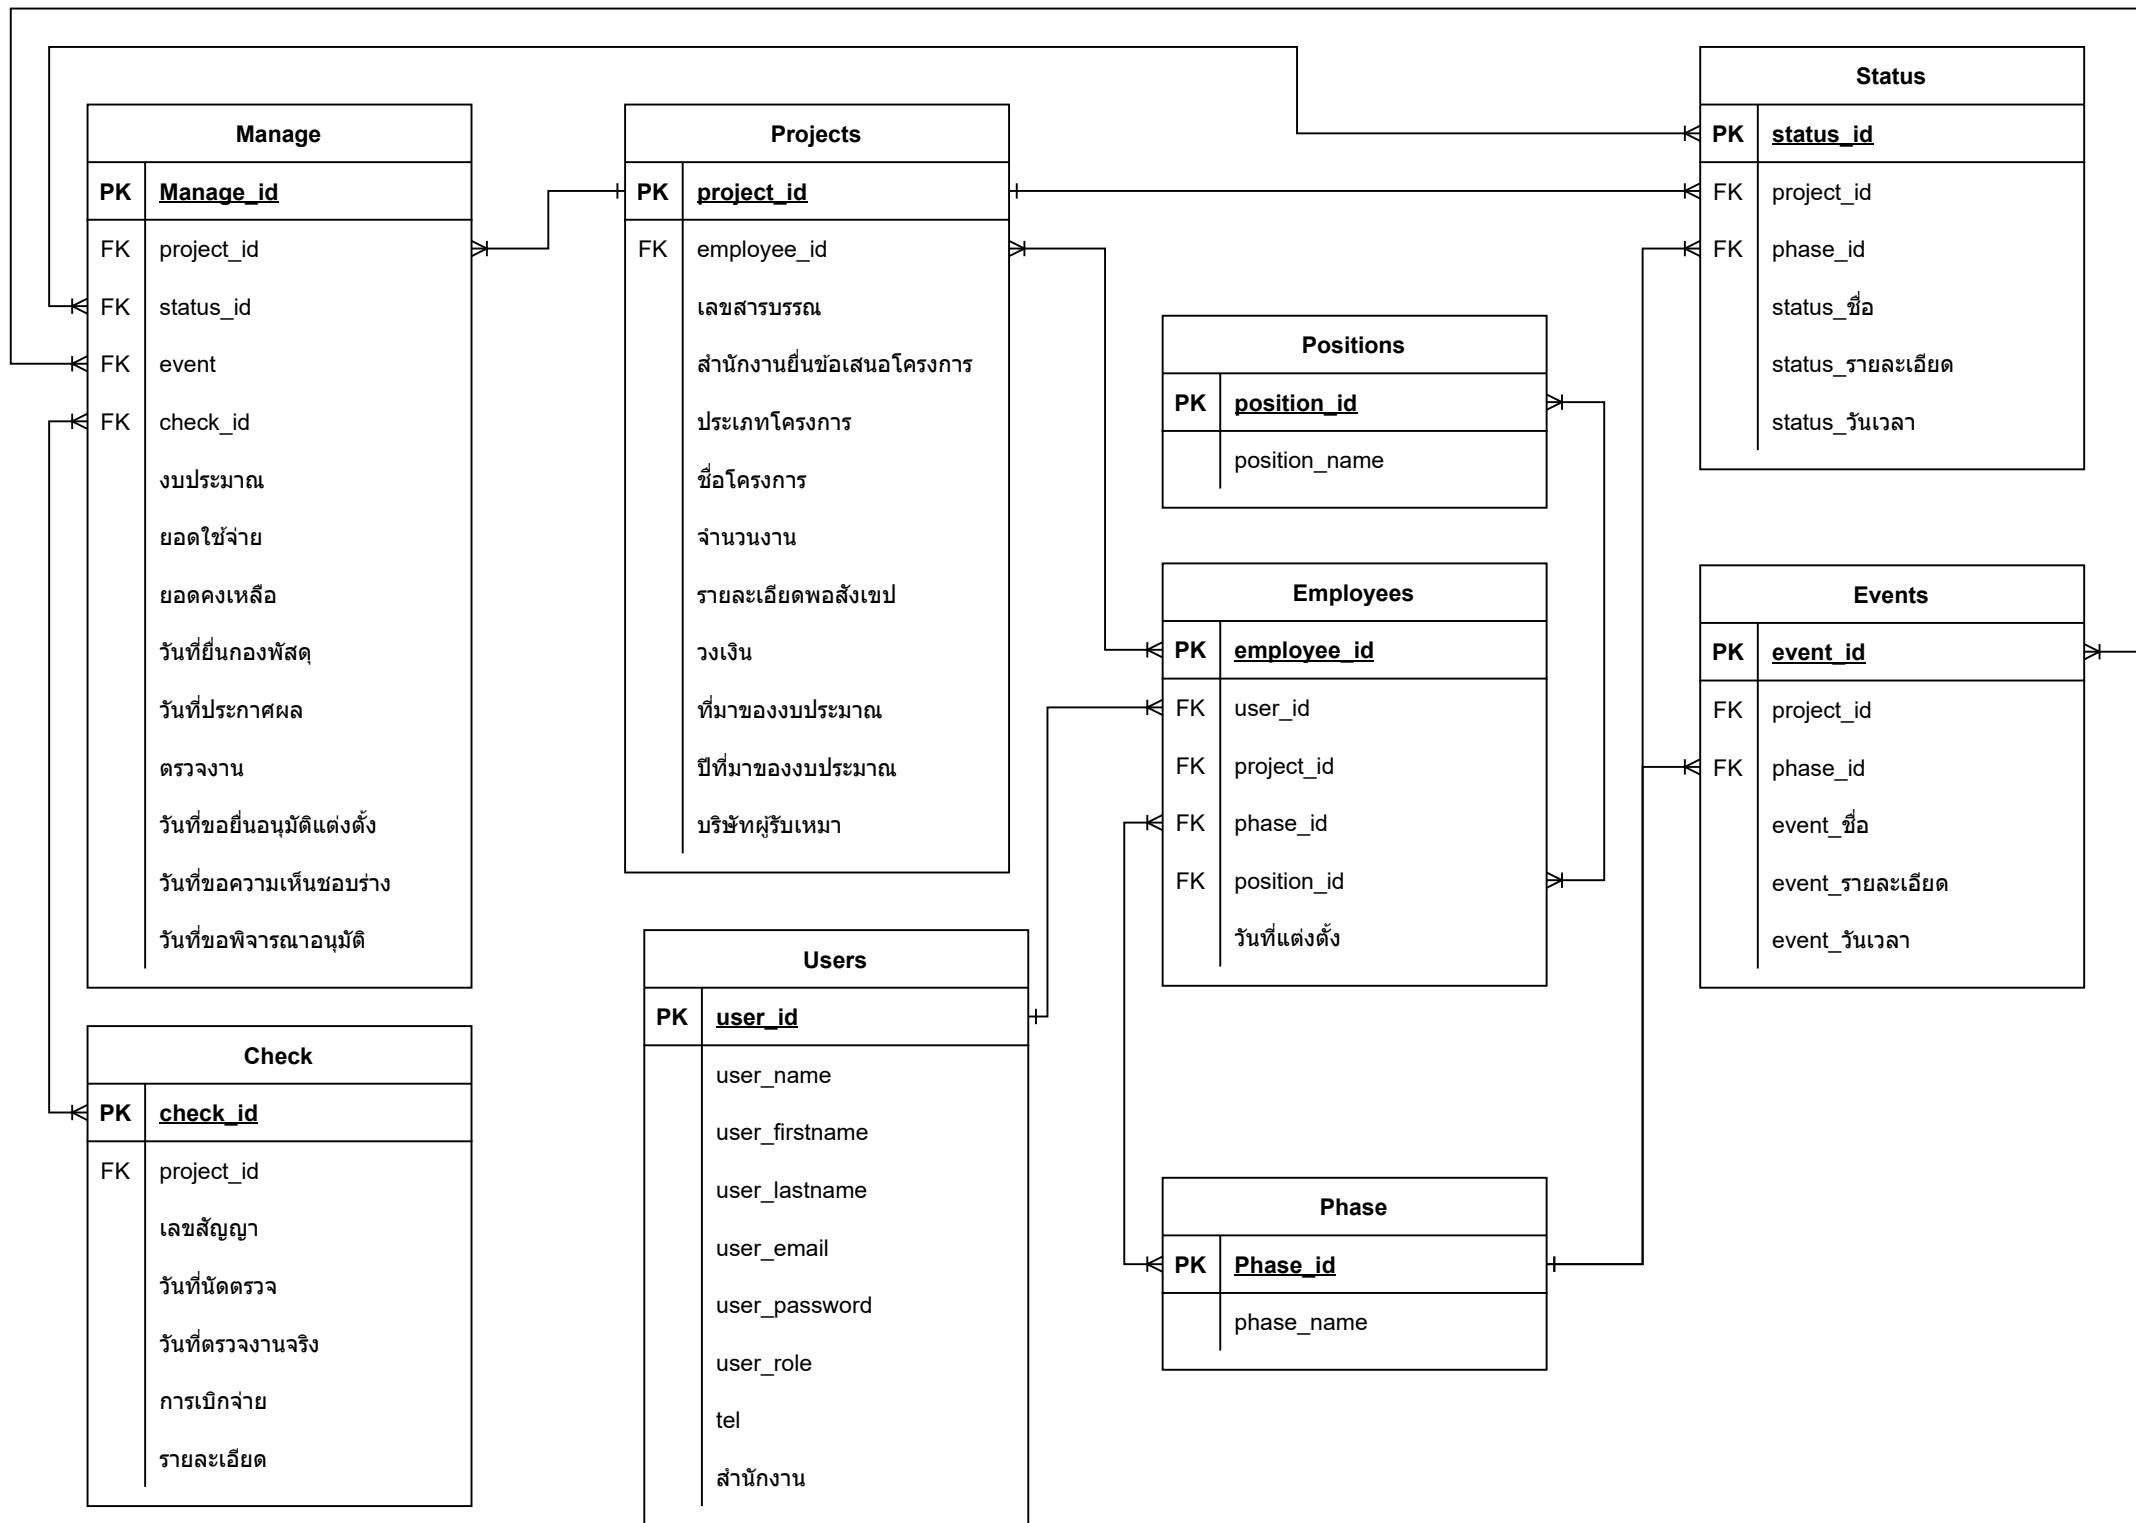 Manage
PK Manage_id
FK project_id
FK status_id
FK event
FK check_id
งบประมาณ
ยอดใช้จ่าย
ยอดคงเหลือ
วันที่ยื่นกองพัสดุ
วันที่ประกาศผล
ตรวจงาน
วันที่ขอยื่นอนุมัติแต่งตั้ง
วันที่ขอความเห็นชอบร่าง
วันที่ขอพิจารณาอนุมัติ
Check
PK check_id
FK project_id
เลขสัญญา
วันที่นัดตรวจ
วันที่ตรวจงานจริง
การเบิกจ่าย
รายละเอียด
Projects
PK project_id
FK employee_id
เลขสารบรรณ
สำนักงานยื่นข้อเสนอโครงการ
ประเภทโครงการ
ชื่อโครงการ
จำนวนงาน
รายละเอียดพอสังเขป
วงเงิน
ที่มาของงบประมาณ
ปีที่มาของงบประมาณ
บริษัทผู้รับเหมา
Users
PK user_id
user_name
user_firstname
user_lastname
user_email
user_password
user_role
tel
สำนักงาน
Positions
PK position_id
position_name
Employees
PK employee_id
FK user_id
FK project_id
FK phase_id
FK position_id
วันที่แต่งตั้ง
Phase
PK Phase_id
phase_name
Status
PK status_id
FK project_id
FK phase_id
status_ชื่อ
status_รายละเอียด
status_วันเวลา
Events
PK event_id
FK project_id
FK phase_id
event_ชื่อ
event_รายละเอียด
event_วันเวลา